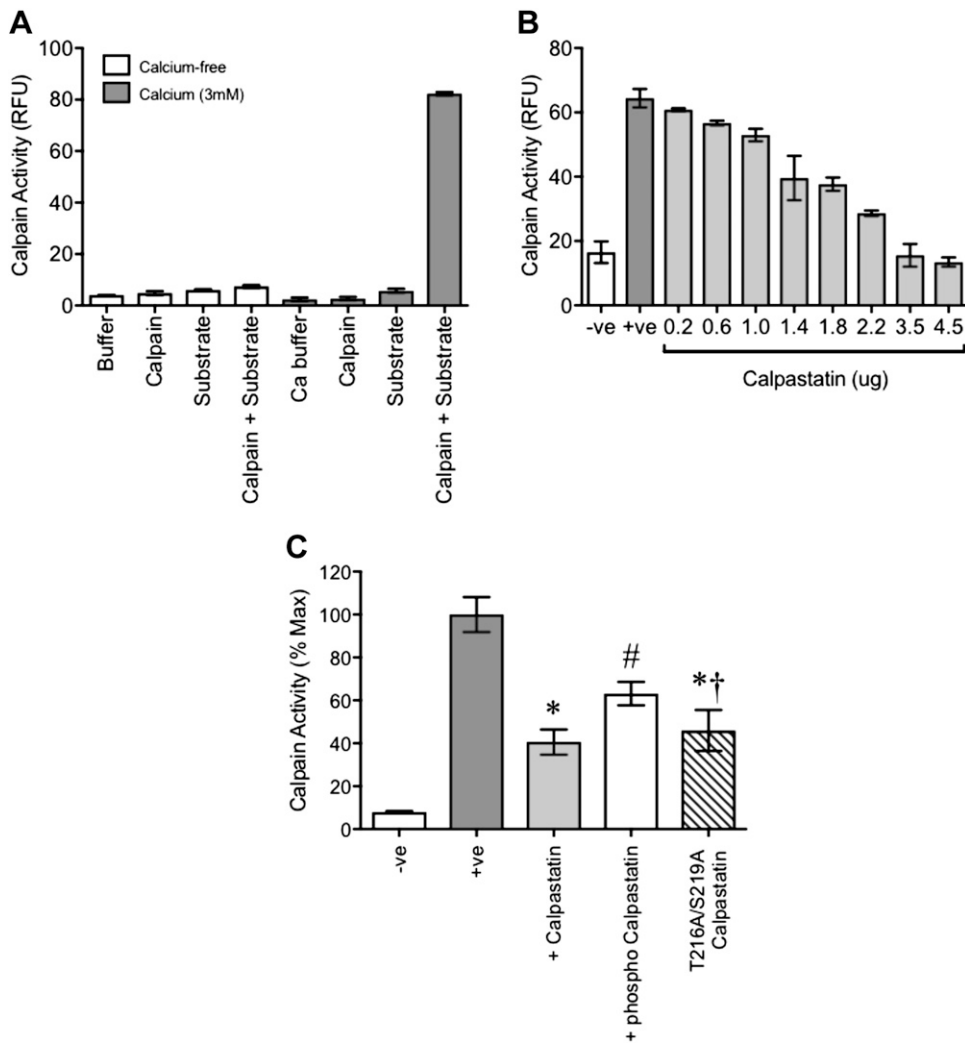 A
Calpain Activity (RFU)
100
80
60
40
20
0
Calcium-free
Calcium (3mM)
Buffer
Calpain
Substrate
Calpain + Substrate
Ca buffer
Calpain
Substrate
Calpain + Substrate
B
Calpain Activity (RFU)
80
60
40
20
0
-ve +ve 0.2 0.6 1.0 1.4 1.8 2.2 3.5 4.5
Calpastatin (ug)
C
Calpain Activity (% Max)
120
100
80
60
40
20
0
*
#
*†
-ve
+ve
+ Calpastatin
+ phospho Calpastatin
T216A/S219A
Calpastatin